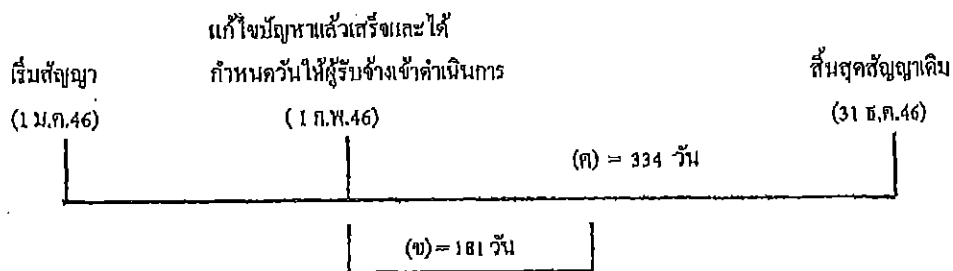 แก้ไขปัญหาแล้วเสร็จและได้
เริ่มสัญญา กำหนดวันให้ผู้รับจ้างเข้าดำเนินการ สิ้นสุดสัญญาเดิม
(1 ม.ค.46) ( 1 ก.พ.46) (31 ธ.ค.46)
(ค) = 334 วัน
(ข) = 181 วัน